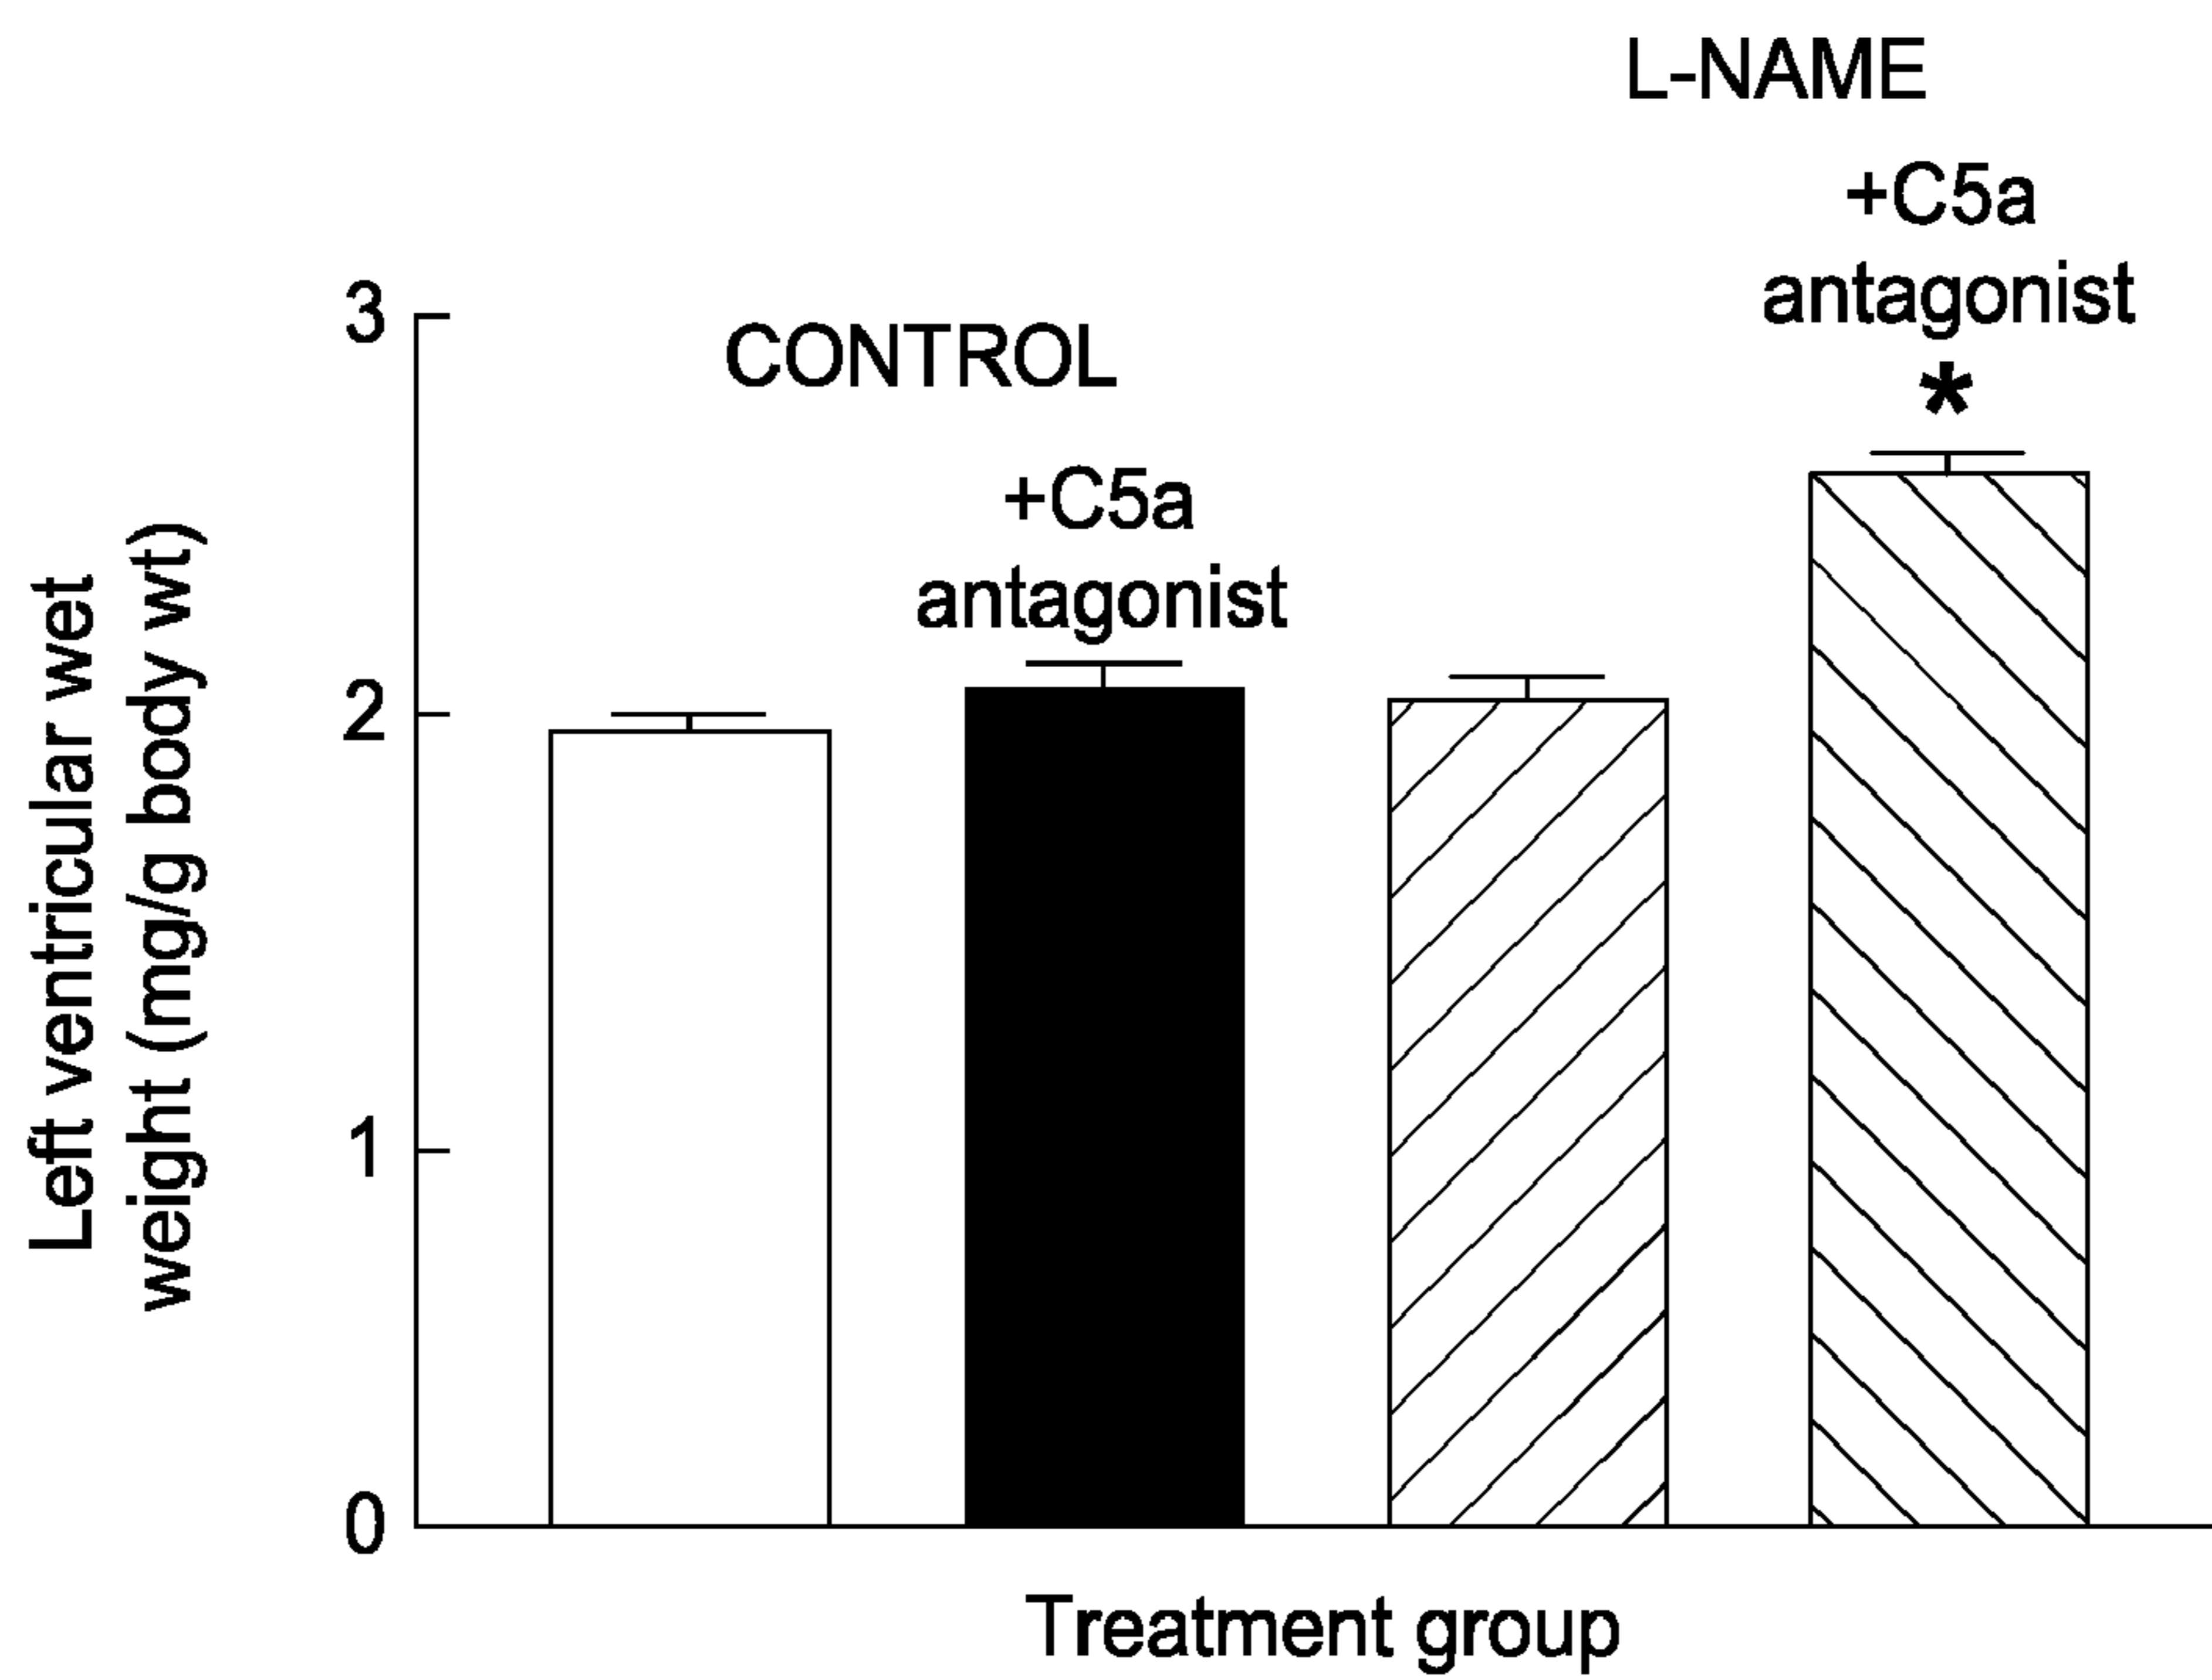 L-NAME
+C5a
antagonist
*
3
CONTROL
+C5a
antagonist
2
1
0
Left ventricular wet
weight (mg/g body wt)
Treatment group